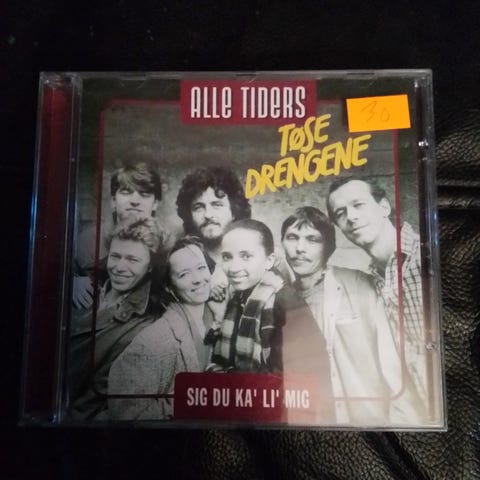 ALLE TIDERS
30
TØSE
DRENGENE
SIG DU KA' LI' MIG